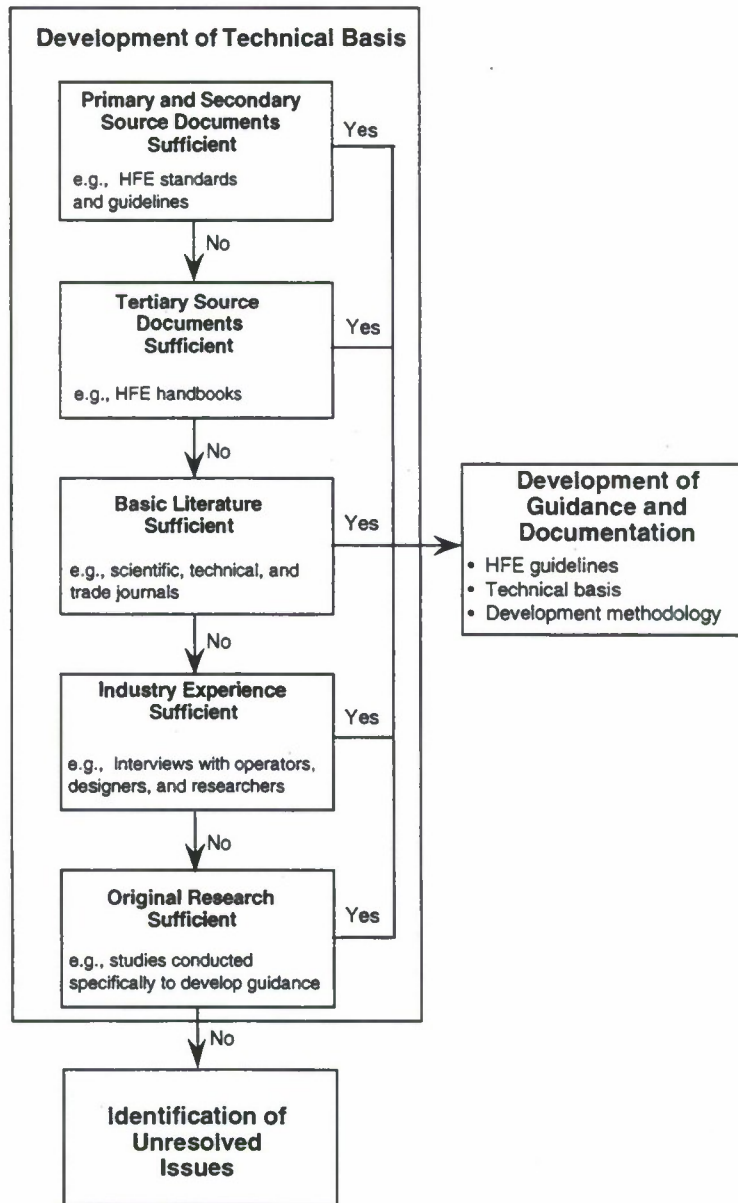 Development of Technical Basis
Primary and Secondary
Source Documents
Sufficient
e.g., HFE standards
and guidelines
Yes
No
Tertiary Source
Documents
Sufficient
e.g., HFE handbooks
Yes
No
Basic Literature
Sufficient
e.g., scientific, technical, and
trade journals
Yes
No
Development of
Guidance and
Documentation
• HFE guidelines
• Technical basis
• Development methodology
Industry Experience
Sufficient
e.g., Interviews with operators,
designers, and researchers
Yes
No
Original Research
Sufficient
e.g., studies conducted
specifically to develop guidance
Yes
No
Identification of
Unresolved
Issues